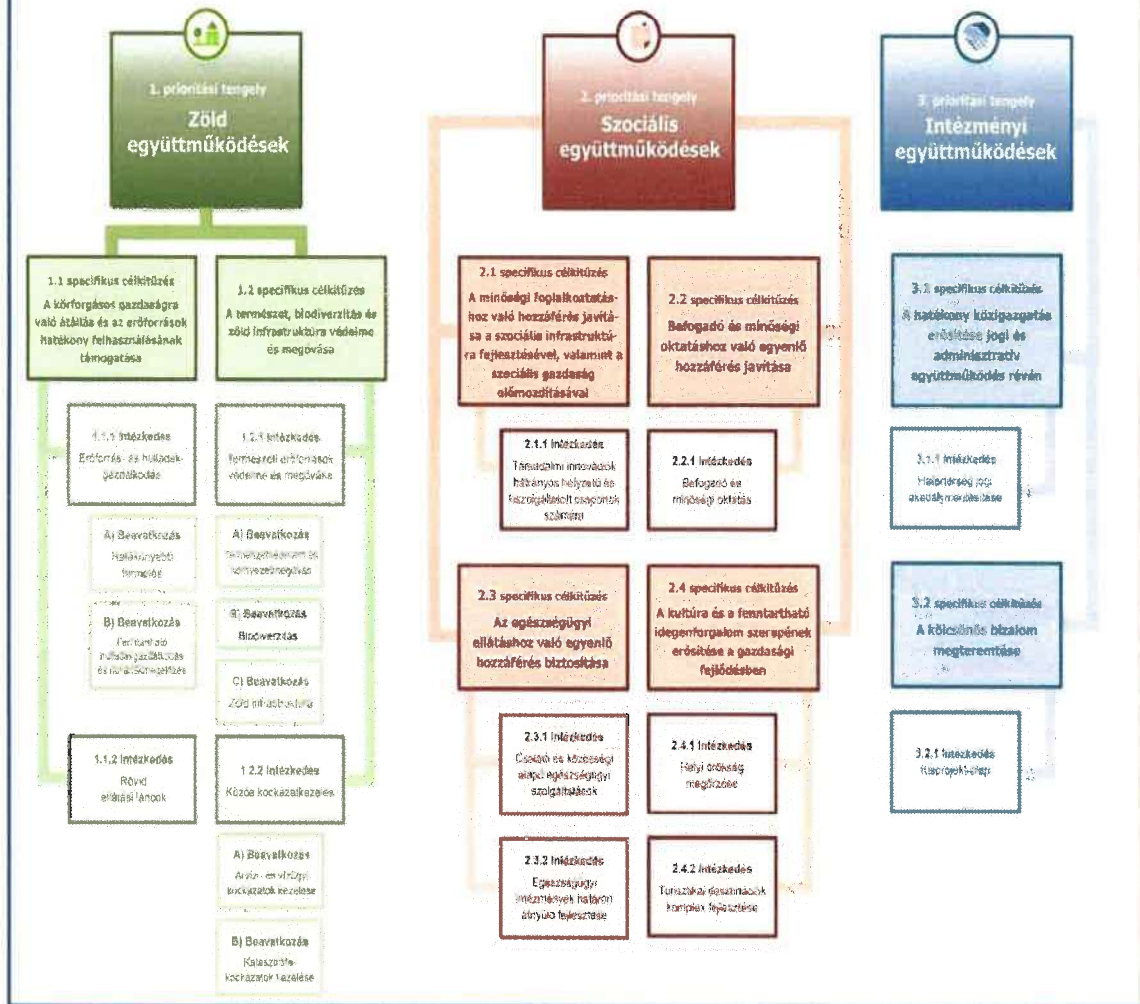 1. prioritási tengely
Zöld
együttműködések
1.1 specifikus célkitűzés
A körforgásos gazdaságra
való átállás és az erőforrások
hatékony felhasználásának
támogatása
1.2 specifikus célkitűzés
A természet, biodiverzitás és
zöld infrastruktúra védelme
és megóvása
1.1.1 Intézkedés
Erőforrás- és hulladék-
gazdálkodás
1.2.1 Intézkedés
Természeti erőforrások
védelme és megóvása
A) Beavatkozás
Hatékonyabb
termelés
A) Beavatkozás
környezetmegóvás
B) Beavatkozás
Fenntartható
hulladékgazdálkodás
B) Beavatkozás
Biodiverzitás
C) Beavatkozás
Zöld infrastruktúra
1.1.2 Intézkedés
Rövid
ellátási láncok
1.2.2 Intézkedés
Közös kockázatkezelés
A) Beavatkozás
Árvíz- és vízügyi
kockázatok kezelése
B) Beavatkozás
Katasztrófa-
kockázatok kezelése
2. prioritási tengely
Szociális
együttműködések
2.1 specifikus célkitűzés
A minőségi foglalkoztatás-
hoz való hozzáférés javítá-
sa a szociális infrastruktú-
ra fejlesztésével, valamint a
szociális gazdaság
előmozdításával
2.2 specifikus célkitűzés
Befogadó és minőségi
oktatáshoz való egyenlő
hozzáférés javítása
2.1.1 Intézkedés
Társadalmi innovációk
hátrányos helyzetű és
kiszolgáltatott csoportok
számára
2.2.1 Intézkedés
Befogadó és
minőségi oktatás
2.3 specifikus célkitűzés
Az egészségügyi
ellátáshoz való egyenlő
hozzáférés biztosítása
2.4 specifikus célkitűzés
A kultúra és a fenntartható
idegenforgalom szerepének
erősítése a gazdasági
fejlődésben
2.3.1 Intézkedés
Családi és közösségi
alapú egészségügyi
szolgáltatások
2.4.1 Intézkedés
Helyi örökség
megőrzése
2.3.2 Intézkedés
Egészségügyi
intézmények határon
átnyúló fejlesztése
2.4.2 Intézkedés
Turisztikai desztinációk
komplex fejlesztése
3. prioritási tengely
Intézményi
együttműködések
3.1 specifikus célkitűzés
A hatékony közigazgatás
erősítése jogi és
adminisztratív
együttműködés révén
3.1.1 Intézkedés
Határtérség jogi
akadálymentesítése
3.2 specifikus célkitűzés
A kölcsönös bizalom
megteremtése
3.2.1 Intézkedés
Kisprojekt-alap